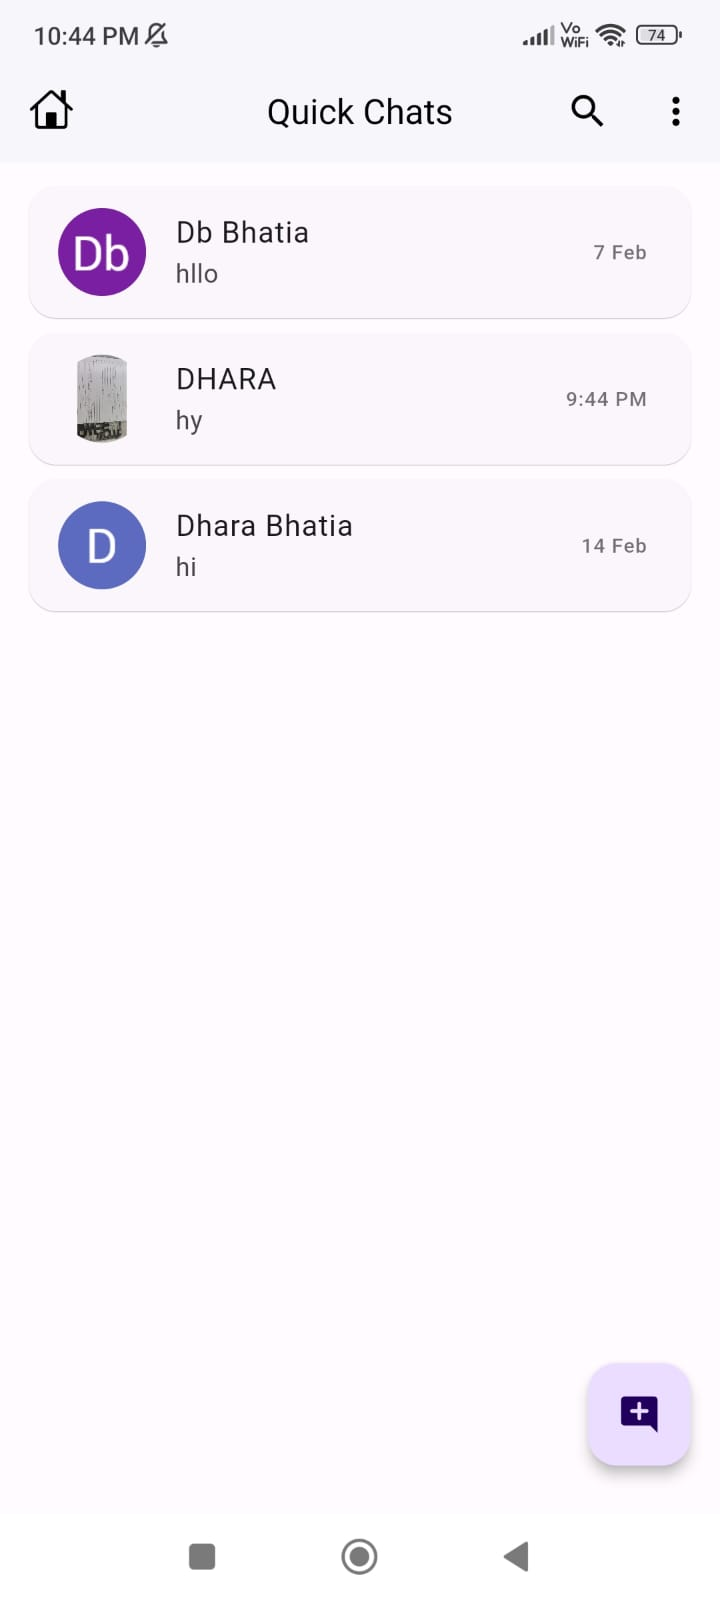 10:44 PM
Vo
WiFi
74
Quick Chats
Db
Db Bhatia
hllo
7 Feb
DHARA
hy
9:44 PM
D
Dhara Bhatia
hi
14 Feb